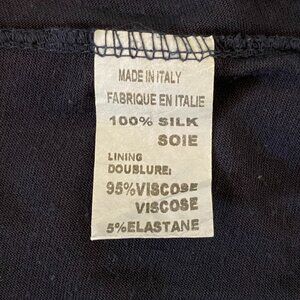 MADE IN ITALY
FABRIQUE EN ITALIE
100% SILK
SOIE
LINING
DOUBLURE:
95%VISCOSE
VISCOSE
5%ELASTANE